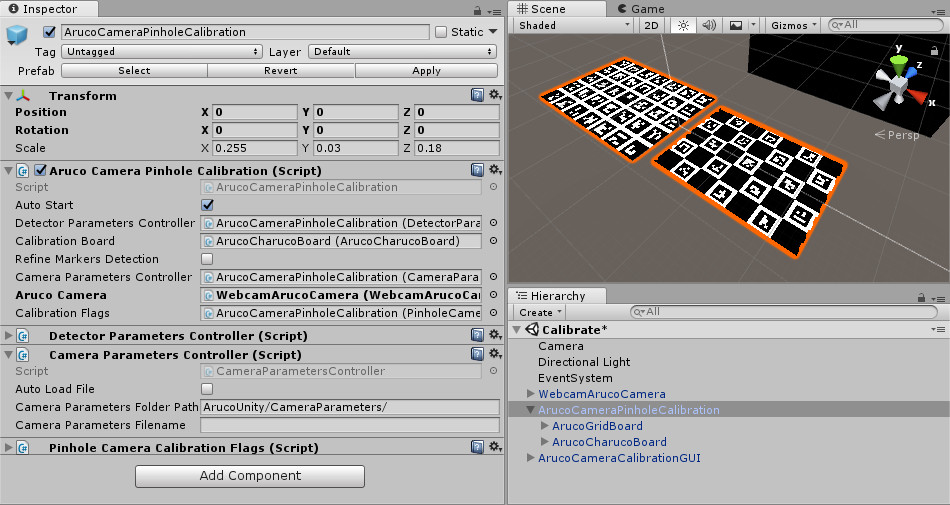 Inspector
ArucoCameraPinholeCalibration
Static
Tag Untagged Layer Default
Prefab Select Revert Apply
Transform
Position X 0 Y 0 Z 0
Rotation X 0 Y 0 Z 0
Scale X 0.255 Y 0.03 Z 0.18
Aruco Camera Pinhole Calibration (Script)
Script ArucoCameraPinholeCalibration
Auto Start
Detector Parameters Controller ArucoCameraPinholeCalibration (DetectorPara
Calibration Board ArucoCharucoBoard (ArucoCharucoBoard)
Refine Markers Detection
Camera Parameters Controller ArucoCameraPinholeCalibration (CameraPara
Aruco Camera WebcamArucoCamera (WebcamArucoCa
Calibration Flags ArucoCameraPinholeCalibration (PinholeCame
Detector Parameters Controller (Script)
Camera Parameters Controller (Script)
Script CameraParametersController
Auto Load File
Camera Parameters Folder Path ArucoUnity/CameraParameters/
Camera Parameters Filename
Pinhole Camera Calibration Flags (Script)
Add Component
Scene Game
Shaded 2D Gizmos All
y
z
x
Persp
Hierarchy
Create All
Calibrate*
Camera
Directional Light
EventSystem
WebcamArucoCamera
ArucoCameraPinholeCalibration
ArucoGridBoard
ArucoCharucoBoard
ArucoCameraCalibrationGUI